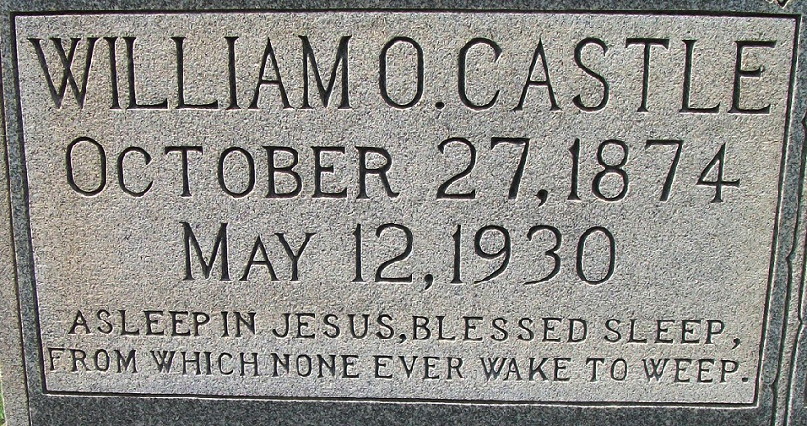 WILLIAM O. CASTLE
OCTOBER 27, 1874
MAY 12, 1930
ASLEEP IN JESUS, BLESSED SLEEP,
FROM WHICH NONE EVER WAKE TO WEEP.